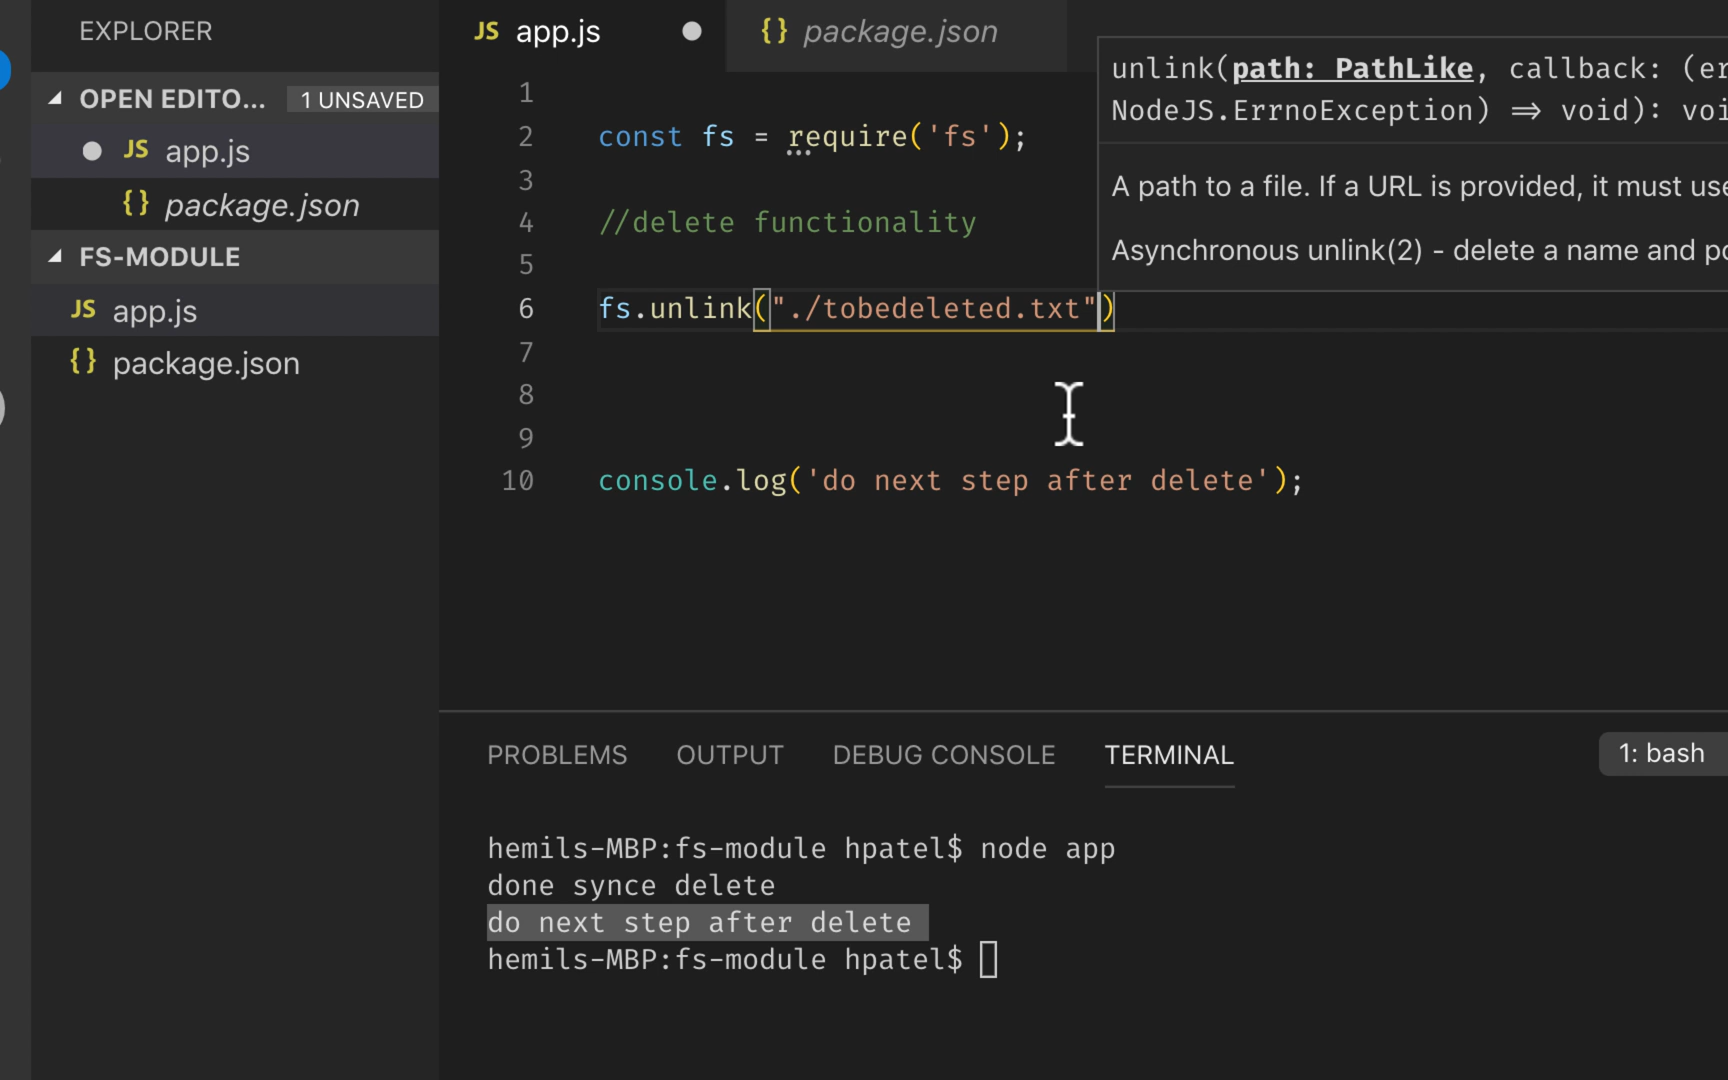 EXPLORER
OPEN EDITO... 1 UNSAVED
JS app.js
{} package.json
FS-MODULE
JS app.js
{} package.json
JS app.js
{} package.json
1
2 const fs = require('fs');
3
4 //delete functionality
5
6 fs.unlink("./tobedeleted.txt")
7
8
9
10 console.log('do next step after delete');
unlink(path: PathLike, callback: (er
NodeJS.ErrnoException) => void): voi
A path to a file. If a URL is provided, it must use
Asynchronous unlink(2) - delete a name and po
PROBLEMS OUTPUT DEBUG CONSOLE TERMINAL 1: bash
hemils-MBP:fs-module hpatel$ node app
done synce delete
do next step after delete
hemils-MBP:fs-module hpatel$